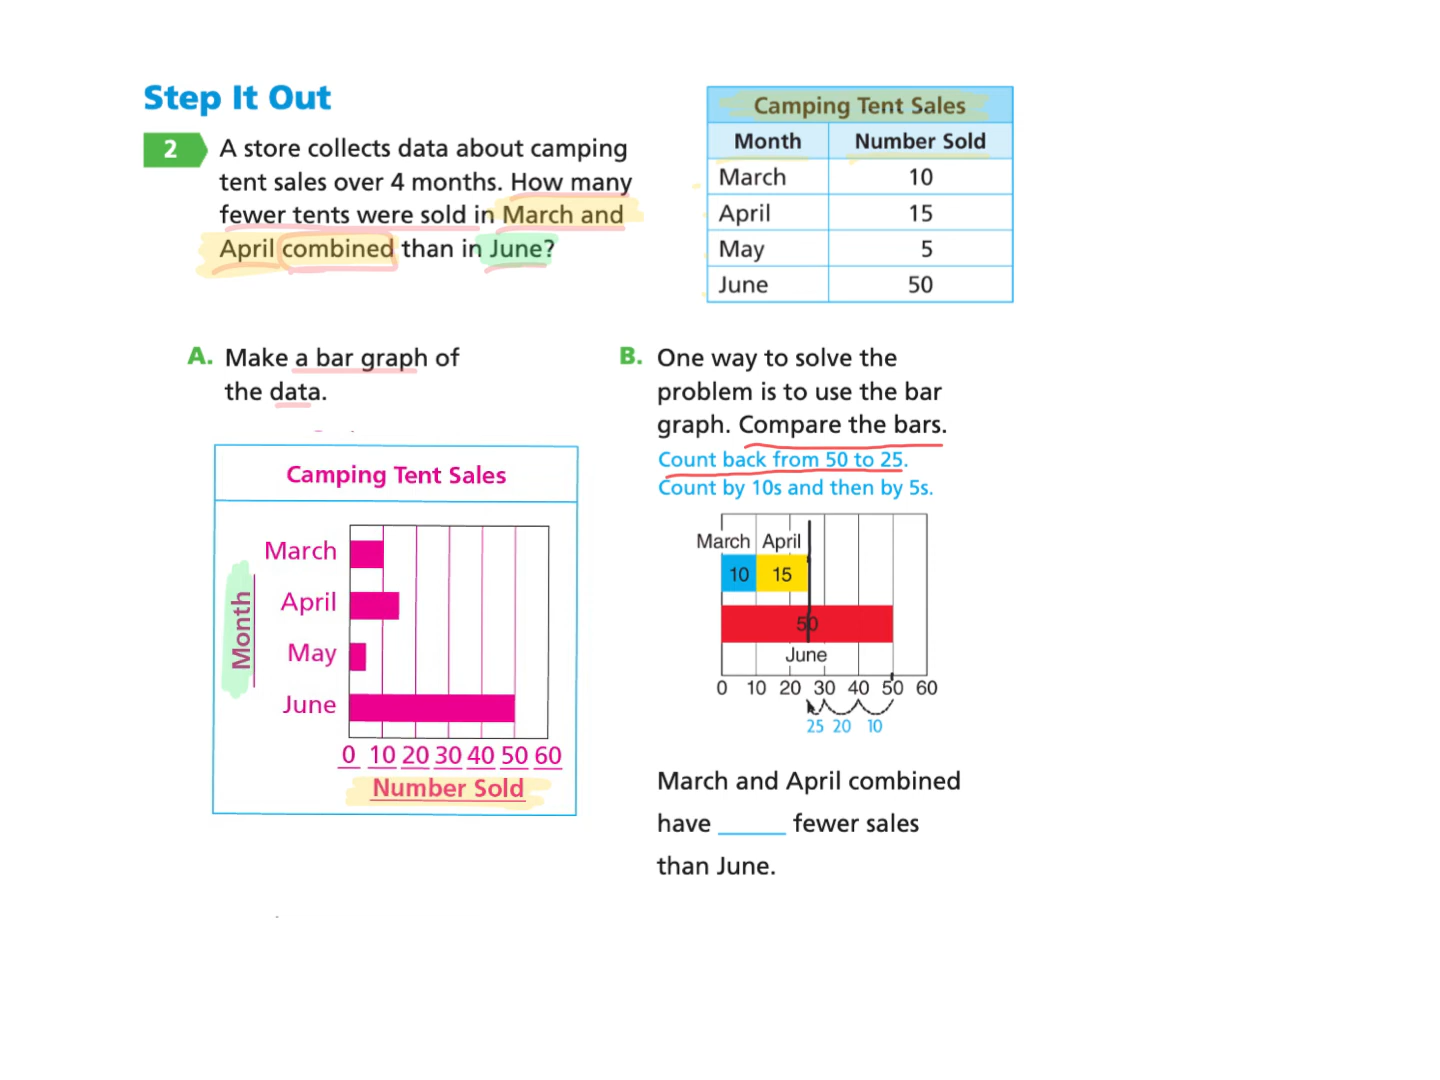 Step It Out
2 A store collects data about camping
tent sales over 4 months. How many
fewer tents were sold in March and
April combined than in June?
Camping Tent Sales
Month Number Sold
March 10
April 15
May 5
June 50
A. Make a bar graph of
the data.
Camping Tent Sales
Month
March
April
May
June
0 10 20 30 40 50 60
Number Sold
B. One way to solve the
problem is to use the bar
graph. Compare the bars.
Count back from 50 to 25.
Count by 10s and then by 5s.
March April
10 15
50
June
0 10 20 30 40 50 60
25 20 10
March and April combined
have ______ fewer sales
than June.